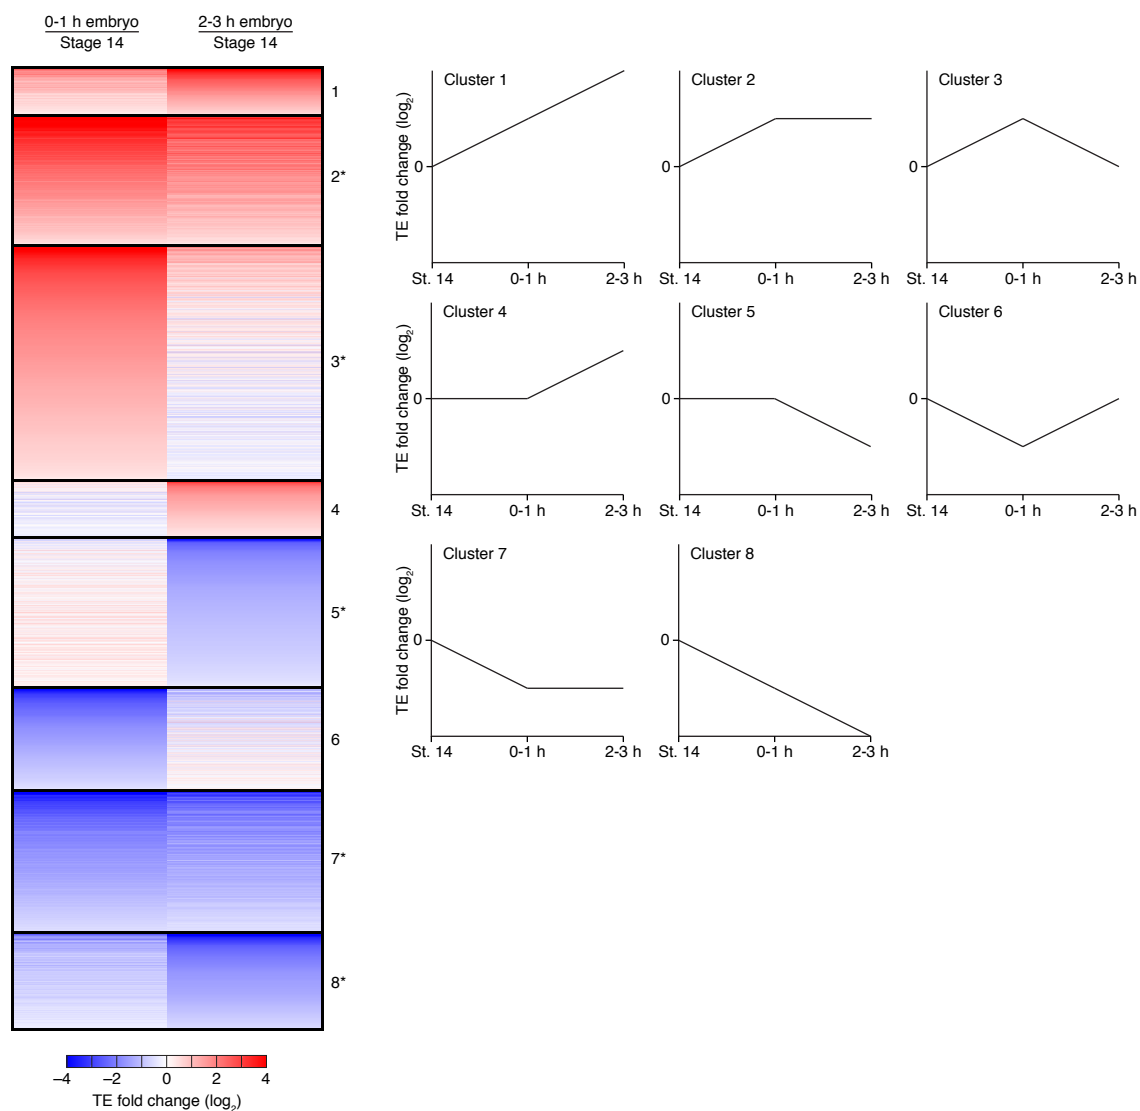 0-1 h embryo
Stage 14
2-3 h embryo
Stage 14
1
2*
3*
4
5*
6
7*
8*
–4 –2 0 2 4
TE fold change (log2)
Cluster 1
TE fold change (log2)
0
St. 14 0-1 h 2-3 h
Cluster 2
0
St. 14 0-1 h 2-3 h
Cluster 3
0
St. 14 0-1 h 2-3 h
Cluster 4
TE fold change (log2)
0
St. 14 0-1 h 2-3 h
Cluster 5
0
St. 14 0-1 h 2-3 h
Cluster 6
0
St. 14 0-1 h 2-3 h
Cluster 7
TE fold change (log2)
0
St. 14 0-1 h 2-3 h
Cluster 8
0
St. 14 0-1 h 2-3 h